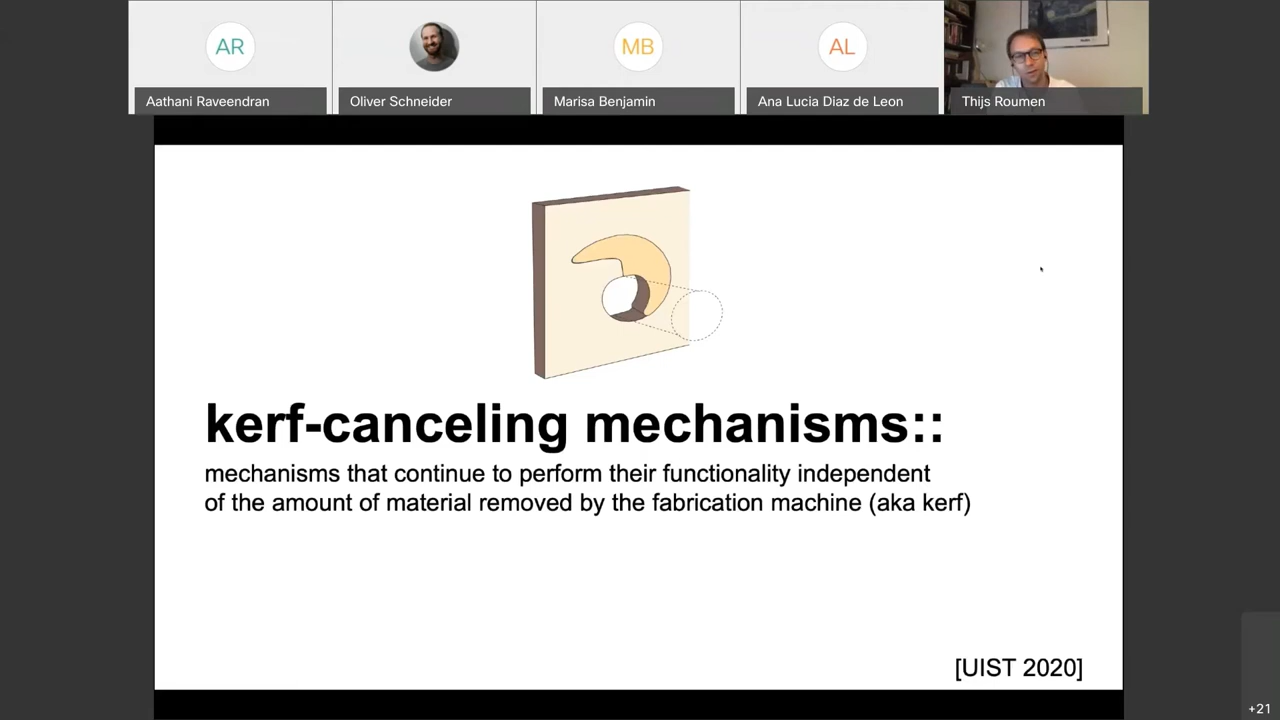 AR
MB
AL
Aathani Raveendran
Oliver Schneider
Marisa Benjamin
Ana Lucia Diaz de Leon
Thijs Roumen
kerf-canceling mechanisms::
mechanisms that continue to perform their functionality independent
of the amount of material removed by the fabrication machine (aka kerf)
[UIST 2020]
+21